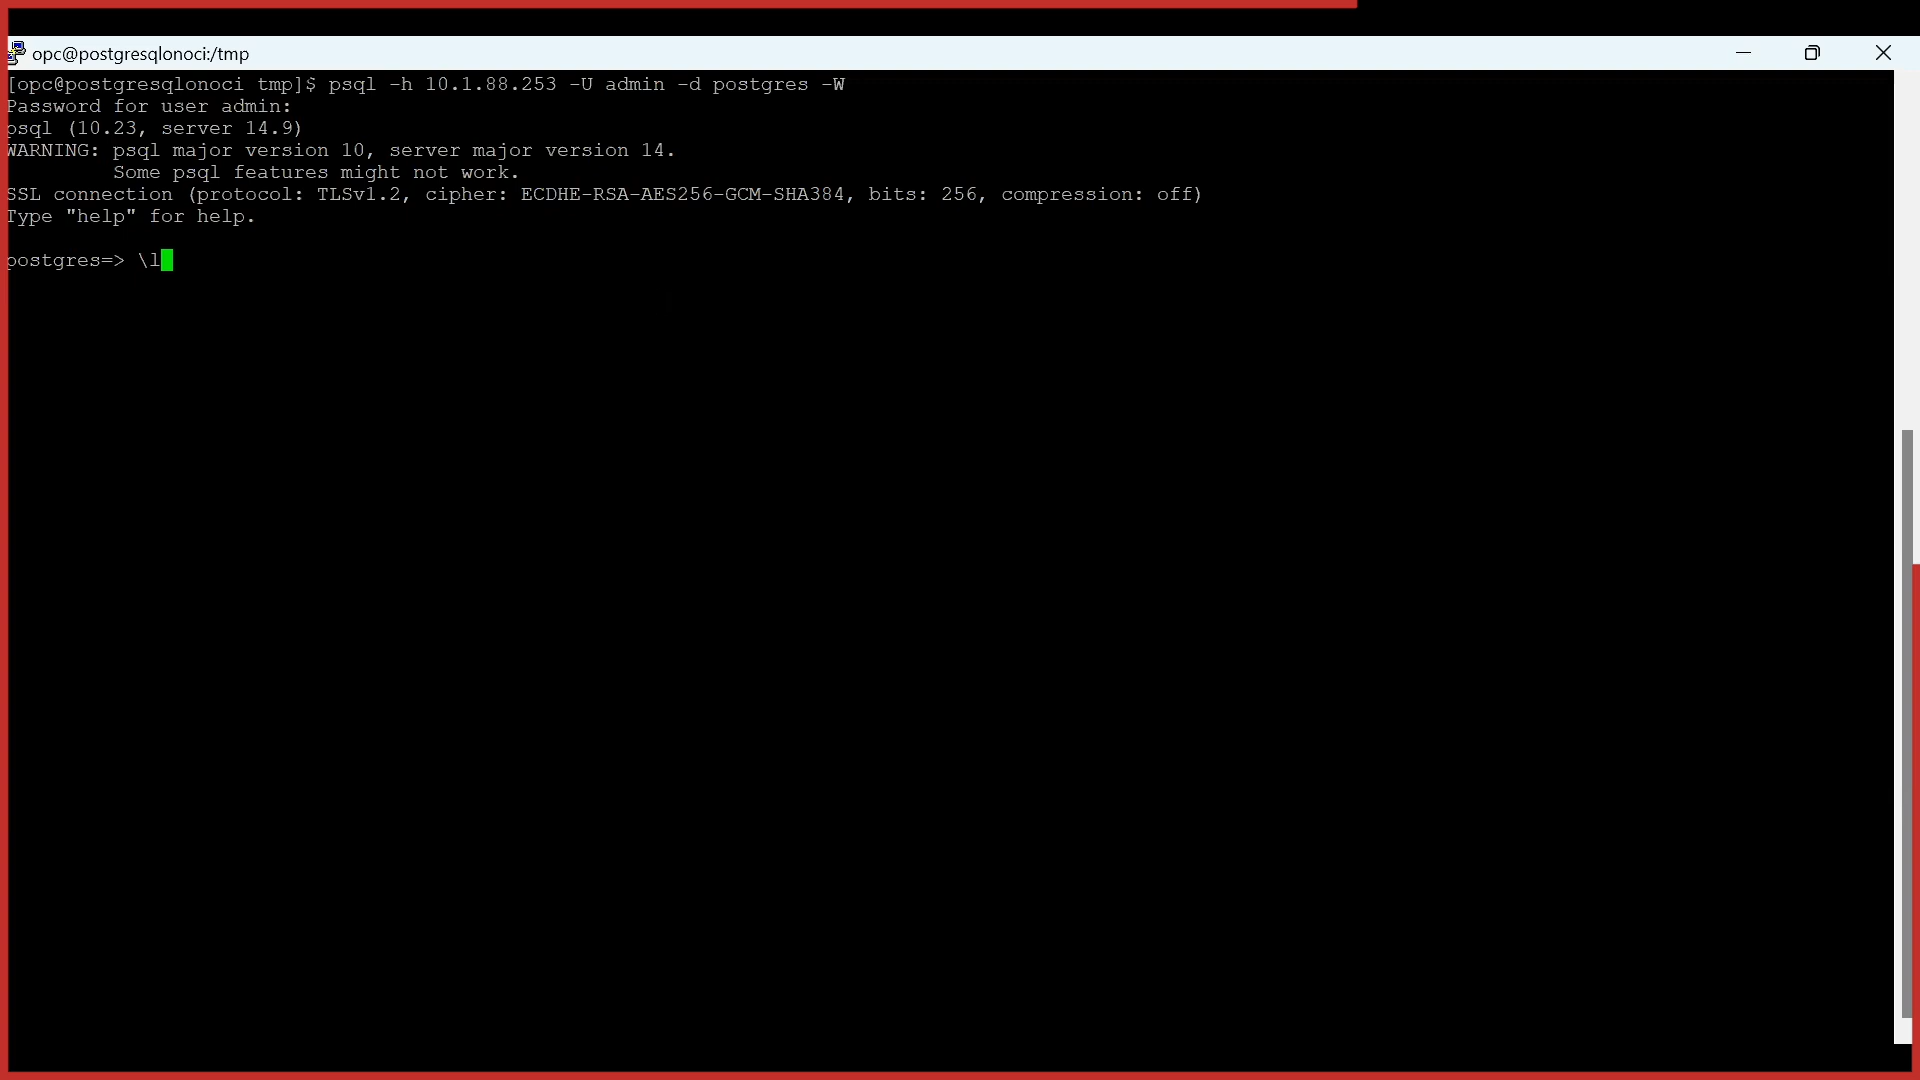 opc@postgresqlonoci:/tmp
[opc@postgresqlonoci tmp]$ psql -h 10.1.88.253 -U admin -d postgres -W
Password for user admin:
psql (10.23, server 14.9)
WARNING: psql major version 10, server major version 14.
         Some psql features might not work.
SSL connection (protocol: TLSv1.2, cipher: ECDHE-RSA-AES256-GCM-SHA384, bits: 256, compression: off)
Type "help" for help.
postgres=> \l